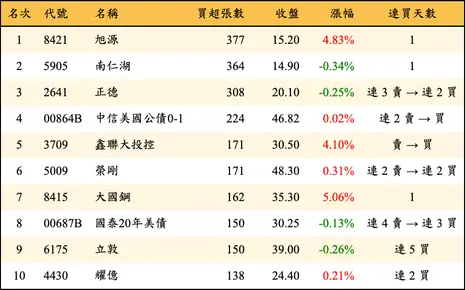 名次 代號 名稱 買超張數 收盤 漲幅 連買天數
1 8421 旭源 377 15.20 4.83% 1
2 5905 南仁湖 364 14.90 -0.34% 1
3 2641 正德 308 20.10 -0.25% 連 3 賣 → 連 2 買
4 00864B 中信美國公債0-1 224 46.82 0.02% 連 2 賣 → 買
5 3709 鑫聯大投控 171 30.50 4.10% 賣 → 買
6 5009 榮剛 171 48.30 0.31% 連 2 賣 → 連 2 買
7 8415 大國鋼 162 35.30 5.06% 1
8 00687B 國泰20年美債 150 30.25 -0.13% 連 4 賣 → 連 3 買
9 6175 立敦 150 39.00 -0.26% 連 5 買
10 4430 耀億 138 24.40 0.21% 連 2 買